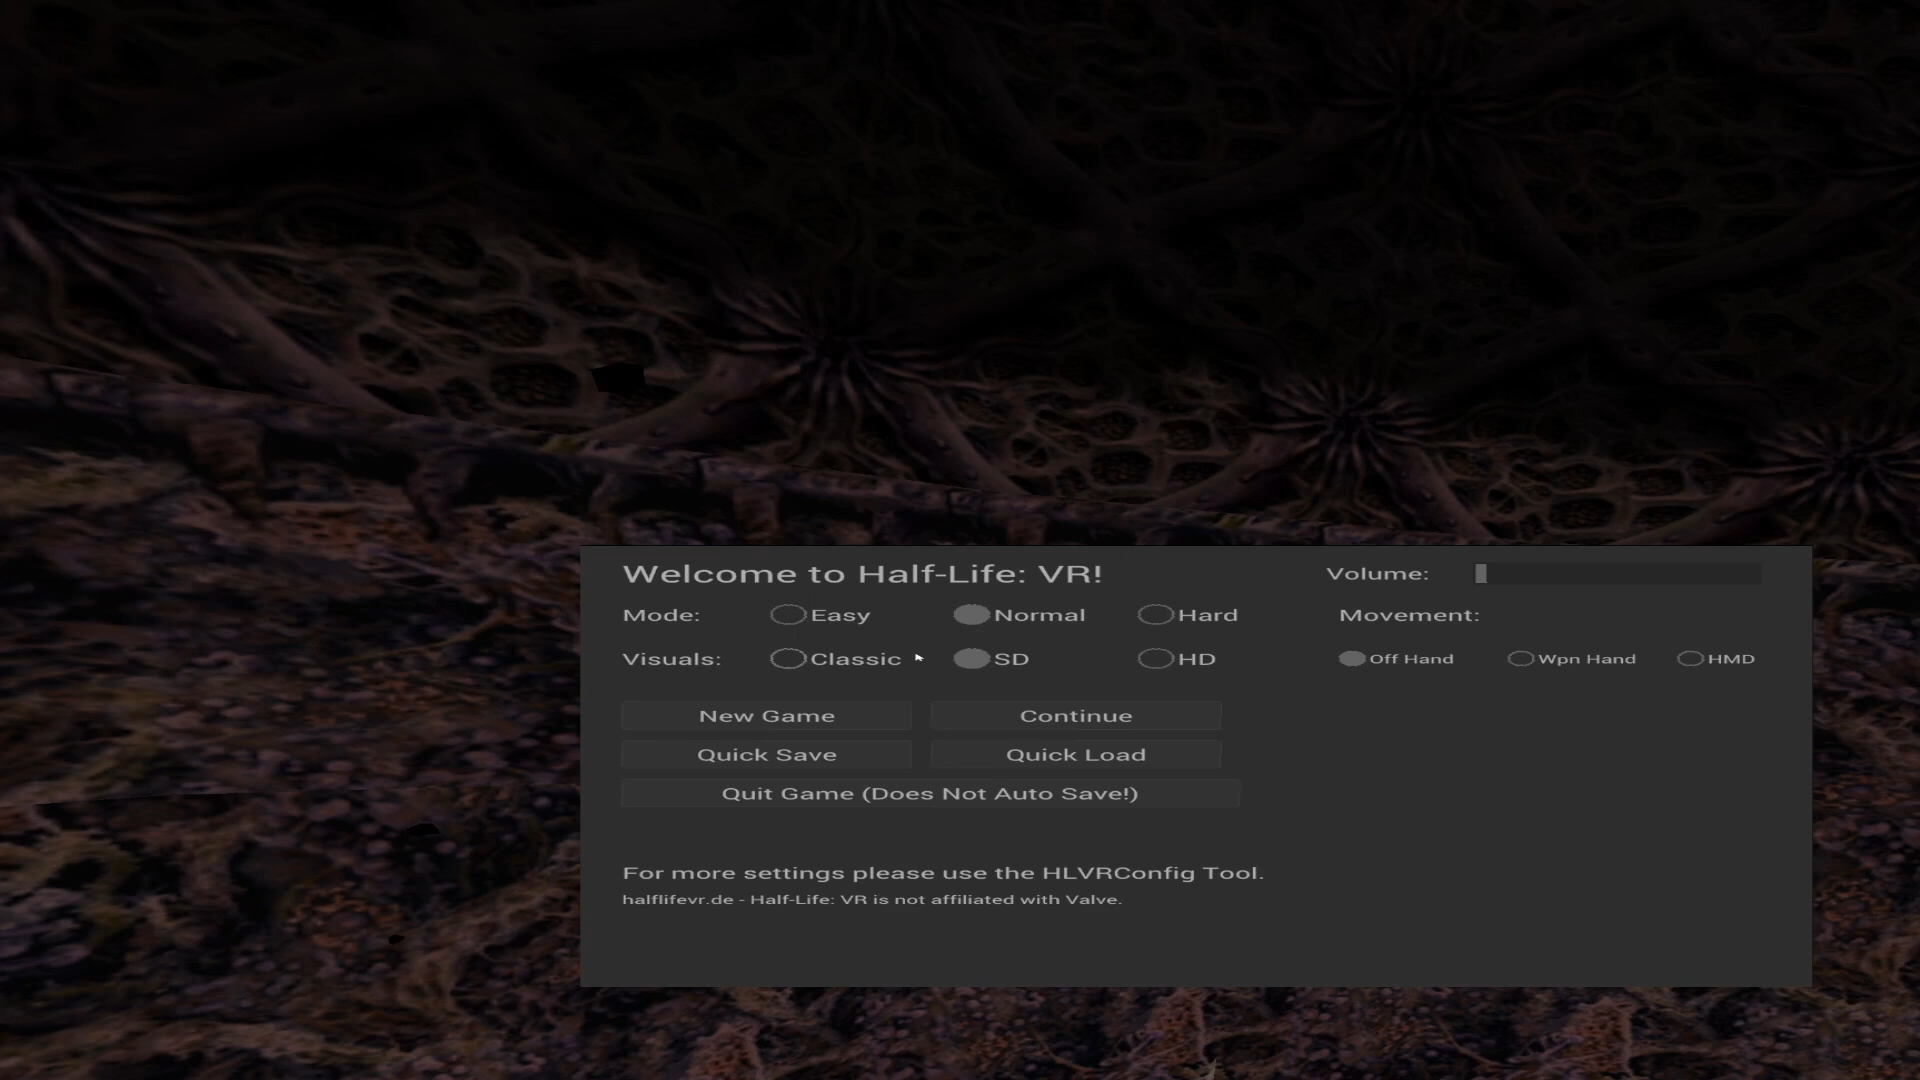 Welcome to Half-Life: VR! Volume:
Mode: Easy Normal Hard Movement:
Visuals: Classic SD HD Off Hand Wpn Hand HMD
New Game Continue
Quick Save Quick Load
Quit Game (Does Not Auto Save!)
For more settings please use the HLVRConfig Tool.
halflifevr.de - Half-Life: VR is not affiliated with Valve.